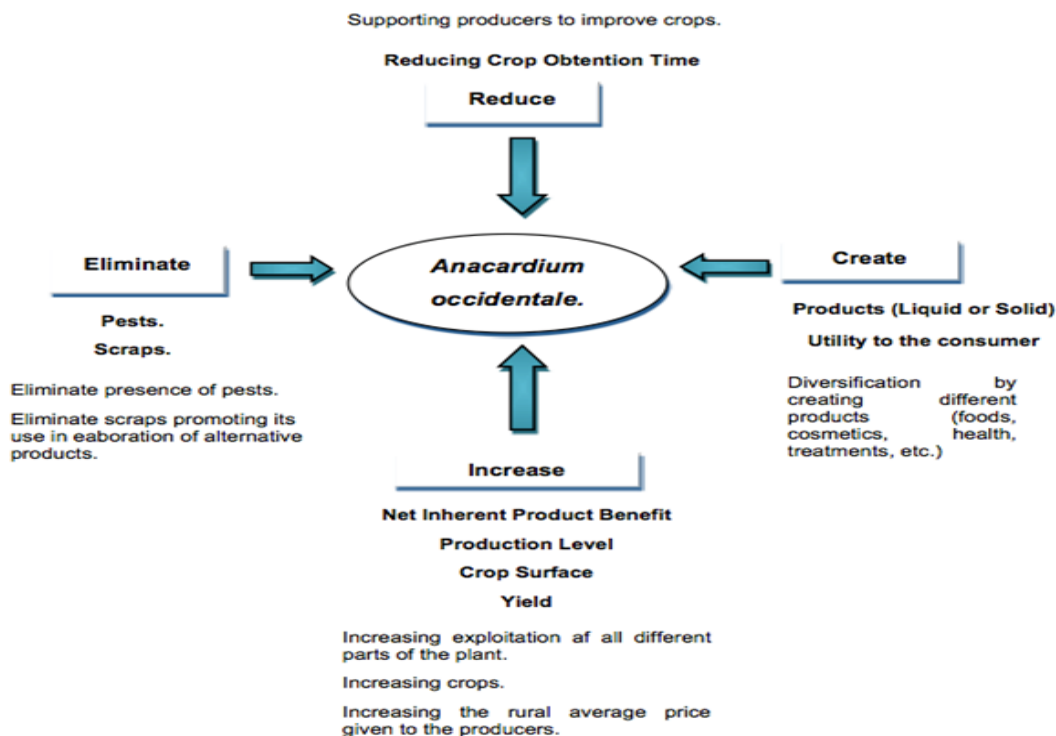 Supporting producers to improve crops.
Reducing Crop Obtention Time
Reduce
Eliminate
Pests.
Scraps.
Eliminate presence of pests.
Eliminate scraps promoting its
use in eaboration of alternative
products.
Anacardium
occidentale.
Create
Products (Liquid or Solid)
Utility to the consumer
Diversification by
creating different
products (foods,
cosmetics, health,
treatments, etc.)
Increase
Net Inherent Product Benefit
Production Level
Crop Surface
Yield
Increasing exploitation af all different
parts of the plant.
Increasing crops.
Increasing the rural average price
given to the producers.